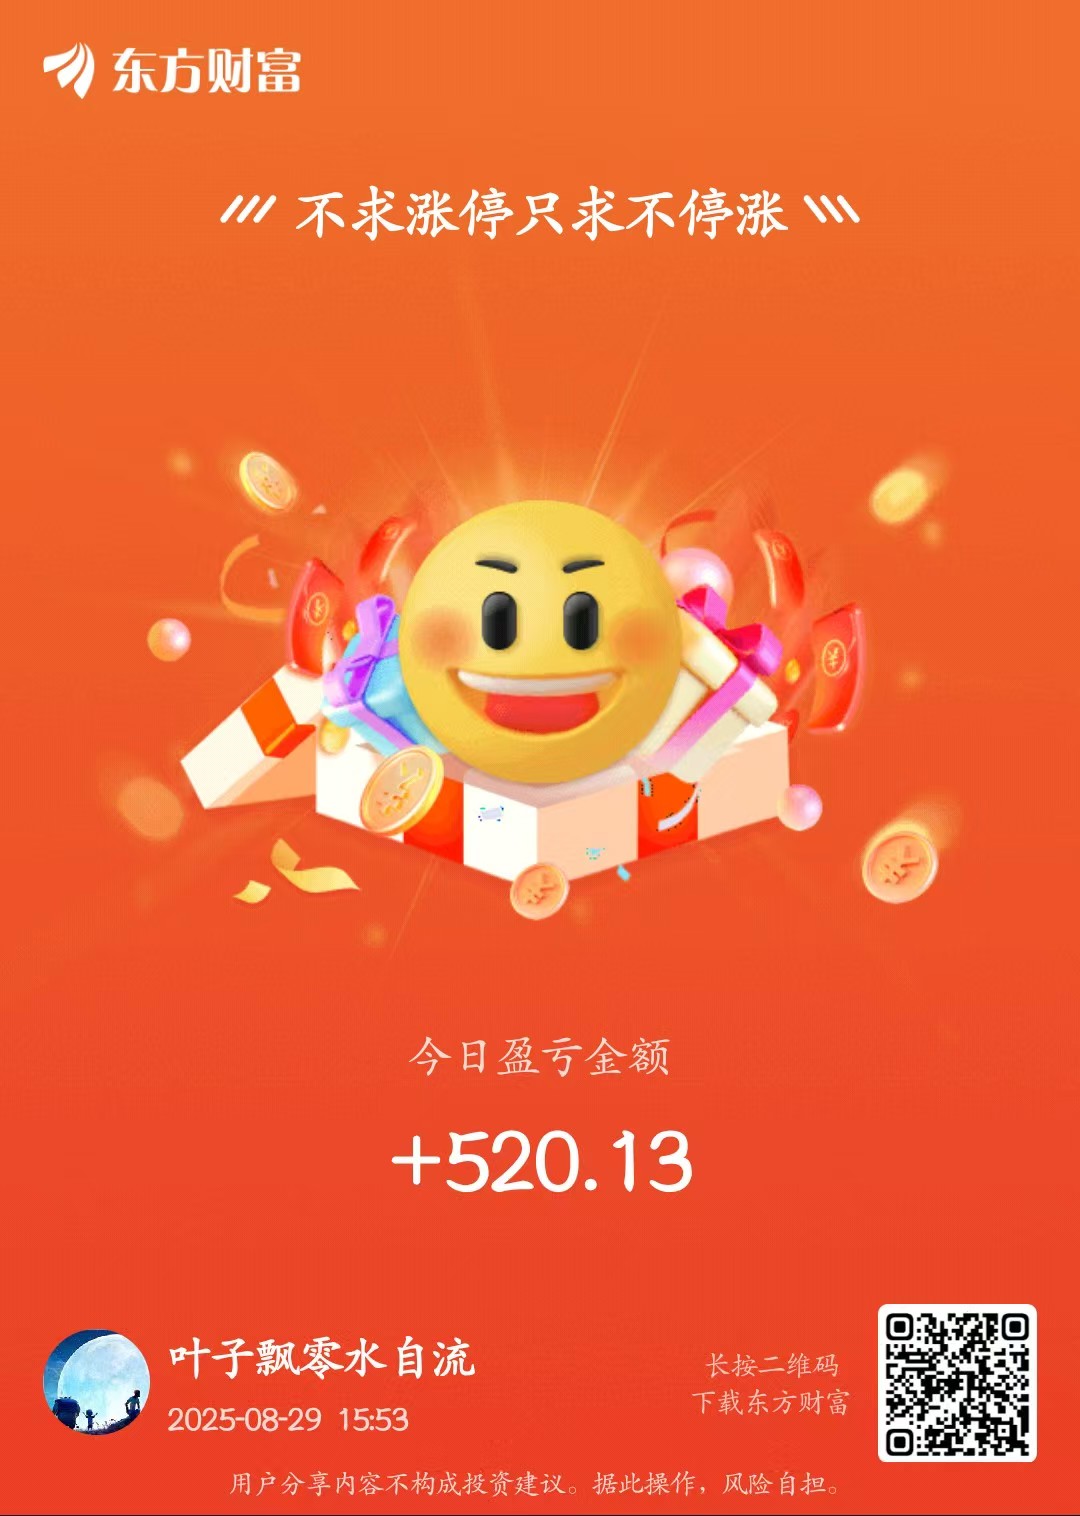 东方财富
不求涨停只求不停涨
今日盈亏金额
+520.13
叶子飘零水自流
2025-08-29 15:53
长按二维码
下载东方财富
用户分享内容不构成投资建议。据此操作，风险自担。